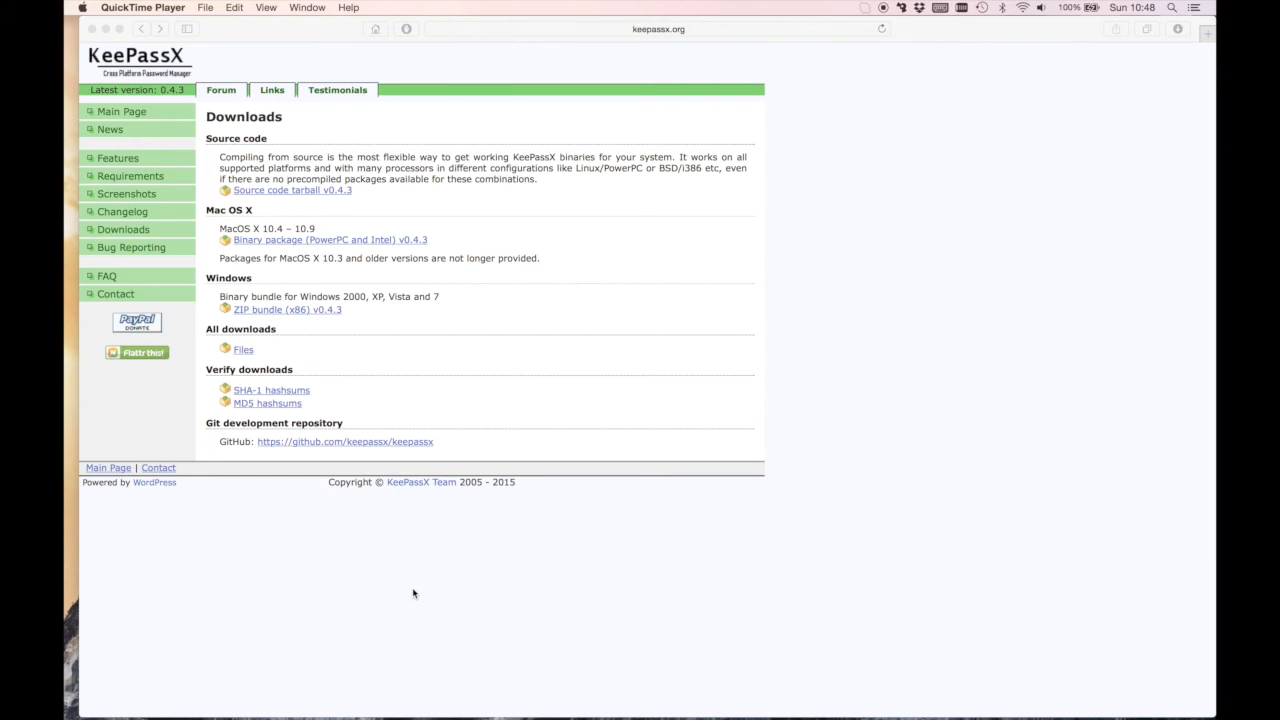 QuickTime Player File Edit View Window Help 100% Sun 10:48
keepassx.org
KeePassX
Cross Platform Password Manager
Latest version: 0.4.3 Forum Links Testimonials
Main Page
News
Features
Requirements
Screenshots
Changelog
Downloads
Bug Reporting
FAQ
Contact
PayPal
DONATE
Flattr this!
Downloads
Source code
Compiling from source is the most flexible way to get working KeePassX binaries for your system. It works on all
supported platforms and with many processors in different configurations like Linux/PowerPC or BSD/i386 etc, even
if there are no precompiled packages available for these combinations.
Source code tarball v0.4.3
Mac OS X
MacOS X 10.4 – 10.9
Binary package (PowerPC and Intel) v0.4.3
Packages for MacOS X 10.3 and older versions are not longer provided.
Windows
Binary bundle for Windows 2000, XP, Vista and 7
ZIP bundle (x86) v0.4.3
All downloads
Files
Verify downloads
SHA-1 hashsums
MD5 hashsums
Git development repository
GitHub: https://github.com/keepassx/keepassx
Main Page | Contact
Powered by WordPress Copyright © KeePassX Team 2005 - 2015